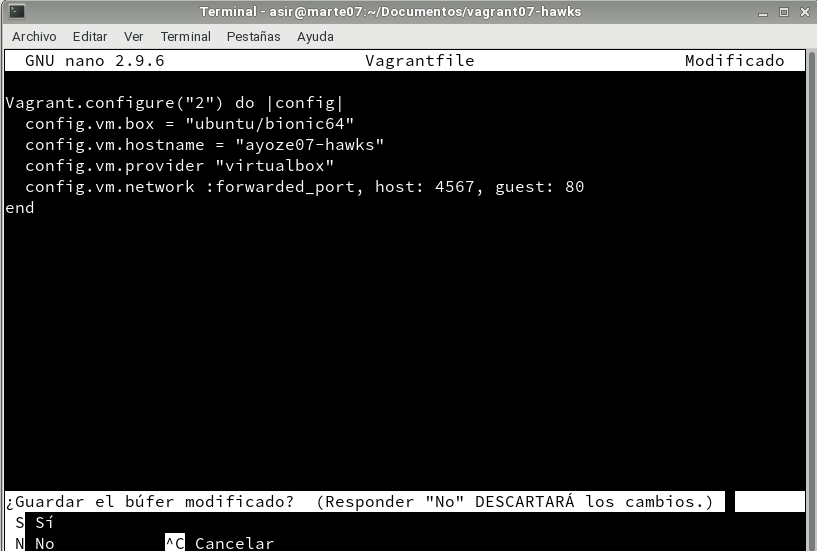 Terminal - asir@marte07:~/Documentos/vagrant07-hawks
Archivo Editar Ver Terminal Pestañas Ayuda
GNU nano 2.9.6 Vagrantfile Modificado
Vagrant.configure("2") do |config|
config.vm.box = "ubuntu/bionic64"
config.vm.hostname = "ayoze07-hawks"
config.vm.provider "virtualbox"
config.vm.network :forwarded_port, host: 4567, guest: 80
end
¿Guardar el búfer modificado? (Responder "No" DESCARTARÁ los cambios.)
S Sí
N No ^C Cancelar